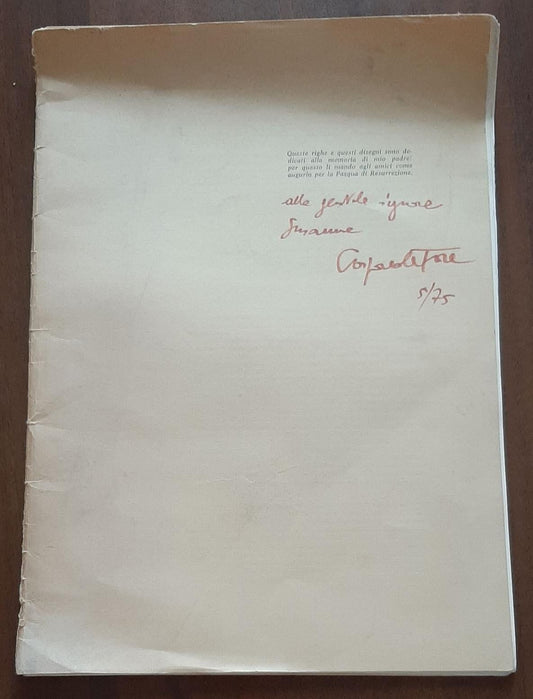 Queste righe e questi disegni sono de-
dicati alla memoria di mio padre:
per questo li mando agli amici come
augurio per la Pasqua di Resurrezione.
alla gentile signora
Susanna
5/75